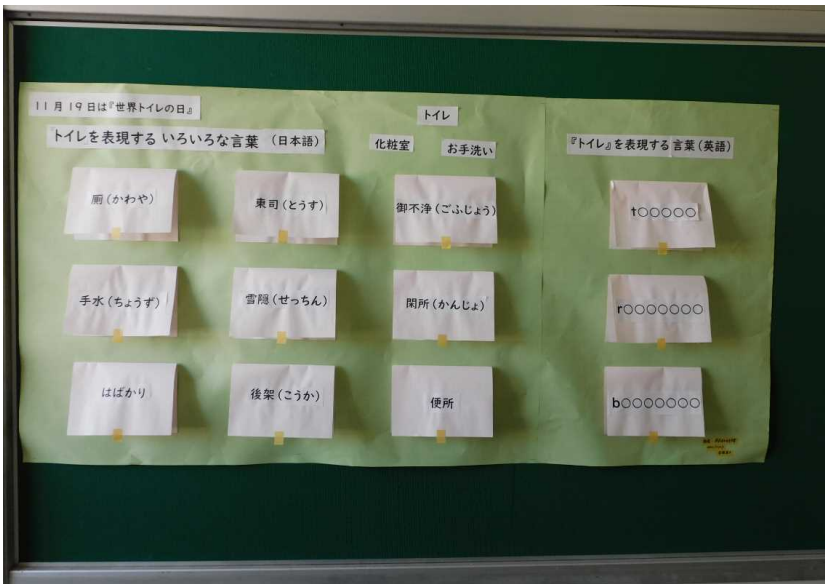 11月19日は『世界トイレの日』
トイレ
トイレを表現する いろいろな言葉 (日本語)
化粧室
お手洗い
『トイレ』を表現する 言葉(英語)
廁(かわや)
東司(とうす)
御不浄(ごふじょう)
t○○○○○
手水(ちょうず)
雪隠(せっちん)
閑所(かんじょ)
r○○○○○○○
はばかり
後架(こうか)
便所
b○○○○○○○